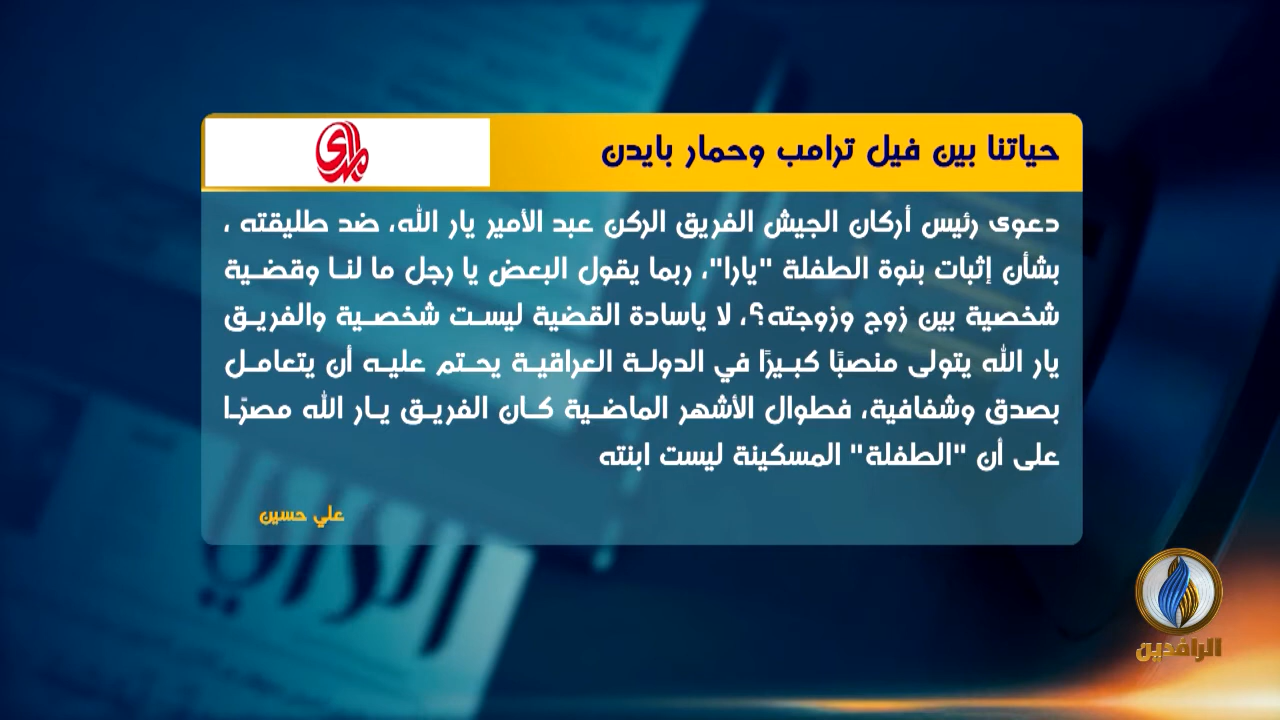 حياتنا بين فيل ترامب وحمار بايدن
المدى
دعوى رئيس أركان الجيش الفريق الركن عبد الأمير يار الله، ضد طليقته ،
بشأن إثبات بنوة الطفلة "يارا"، ربما يقول البعض يا رجل ما لنا وقضية
شخصية بين زوج وزوجته؟، لا ياسادة القضية ليست شخصية والفريق
يار الله يتولى منصبًا كبيرًا في الدولة العراقية يحتم عليه أن يتعامل
بصدق وشفافية، فطوال الأشهر الماضية كان الفريق يار الله مصرًا
على أن "الطفلة" المسكينة ليست ابنته
علي حسين
الراي
الرافدين